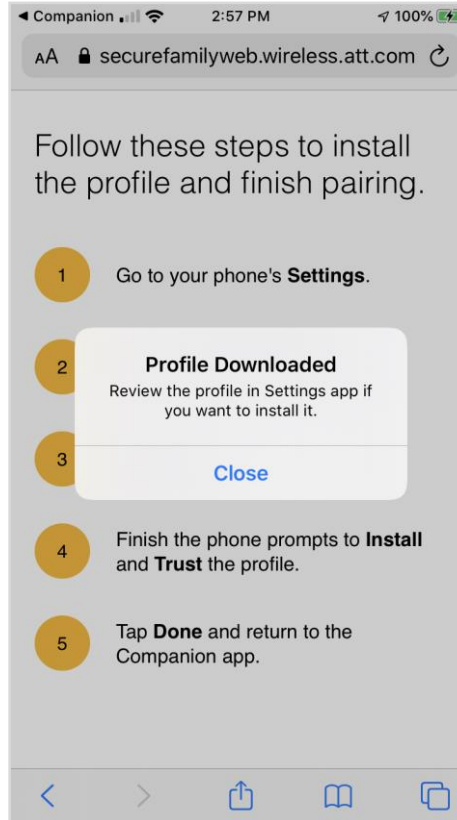 Companion
2:57 PM
100%
AA securefamilyweb.wireless.att.com
Follow these steps to install
the profile and finish pairing.
1
Go to your phone's Settings.
2
Profile Downloaded
Review the profile in Settings app if
you want to install it.
Close
3
4
Finish the phone prompts to Install
and Trust the profile.
5
Tap Done and return to the
Companion app.